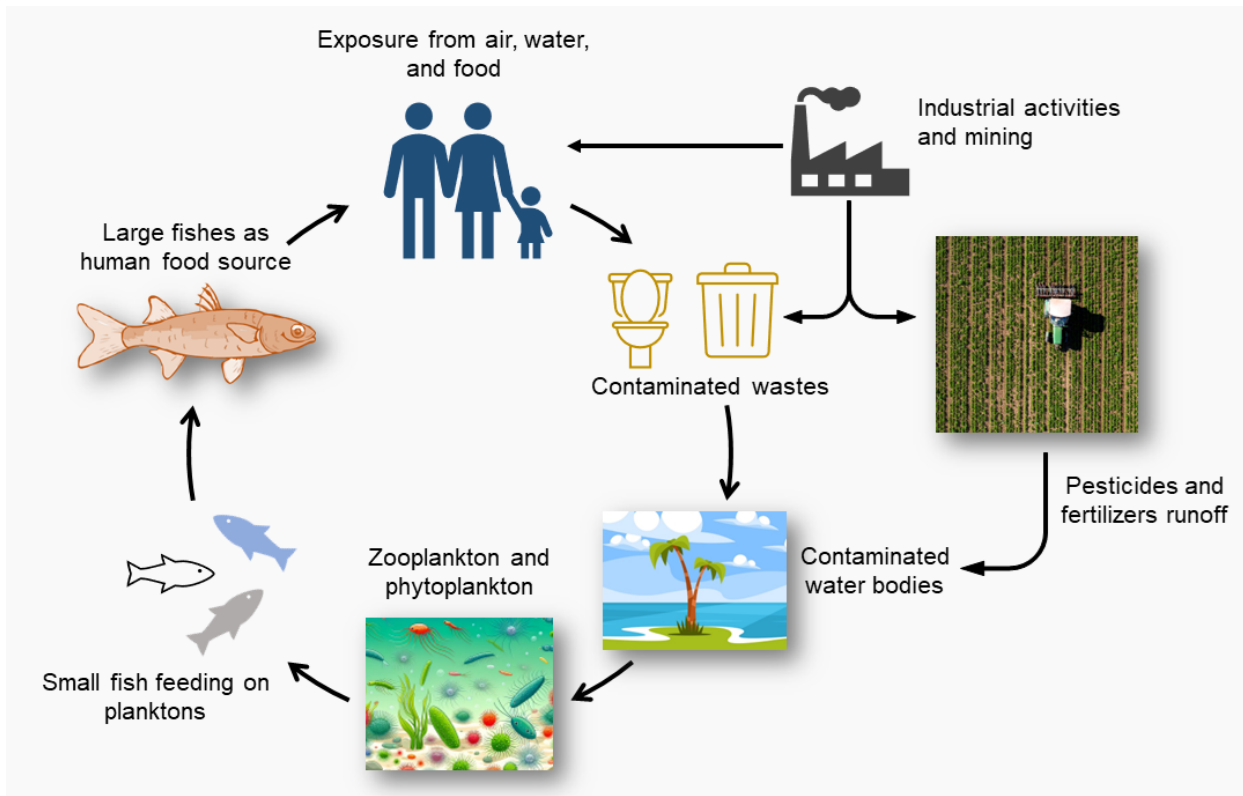 Exposure from air, water,
and food
Industrial activities
and mining
Large fishes as
human food source
Contaminated wastes
Pesticides and
fertilizers runoff
Contaminated
water bodies
Zooplankton and
phytoplankton
Small fish feeding on
planktons